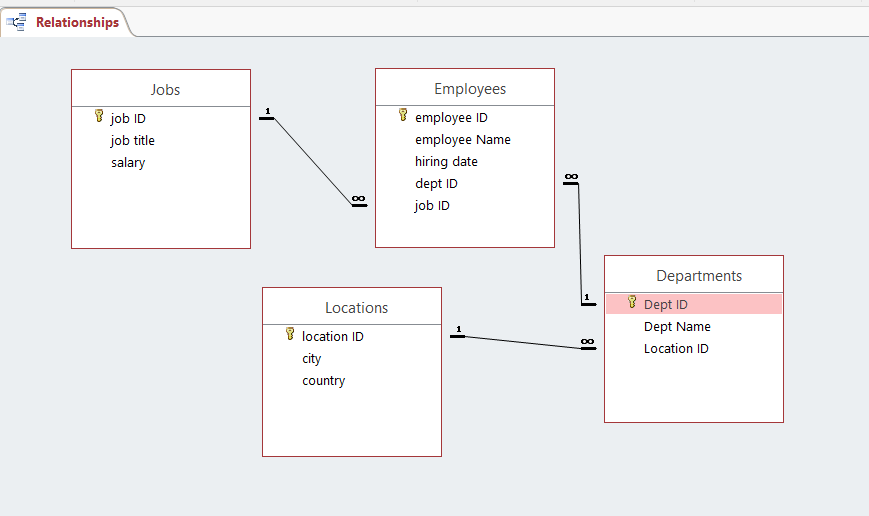 Relationships
Jobs
job ID
job title
salary
1
∞
Employees
employee ID
employee Name
hiring date
dept ID
job ID
∞
1
Locations
location ID
city
country
1
∞
Departments
Dept ID
Dept Name
Location ID